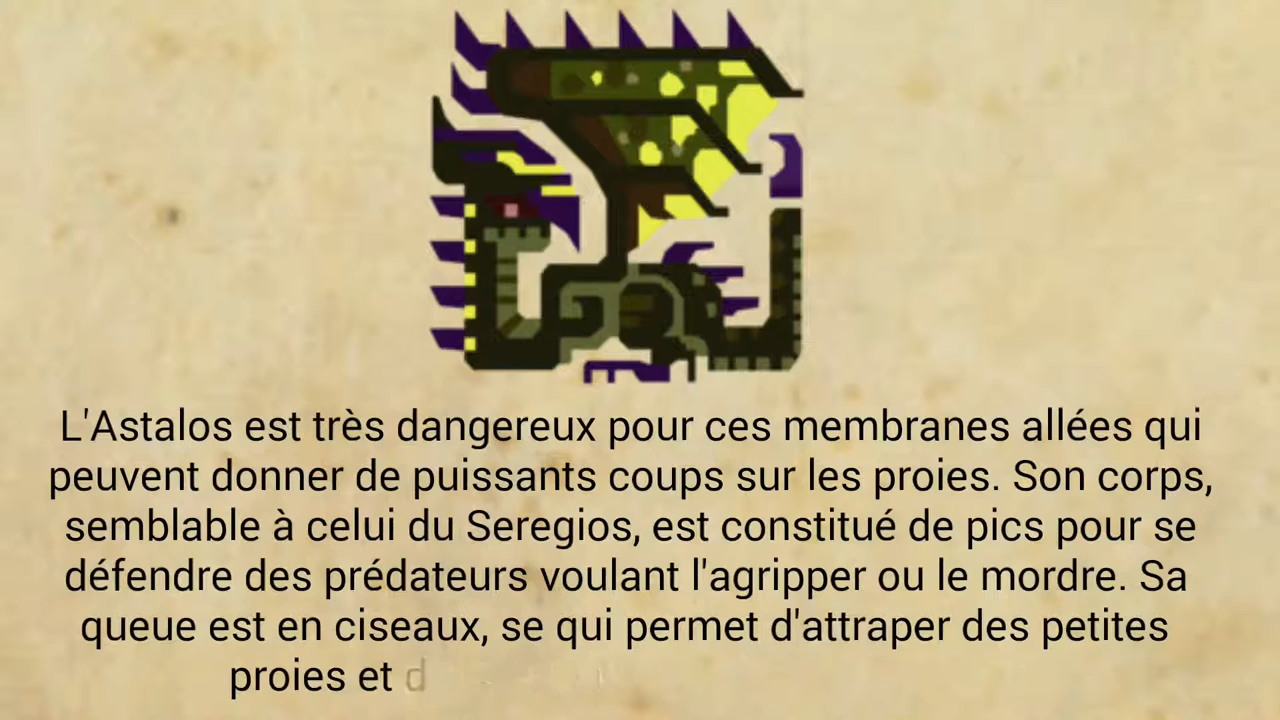 L'Astalos est très dangereux pour ces membranes allées qui
peuvent donner de puissants coups sur les proies. Son corps,
semblable à celui du Seregios, est constitué de pics pour se
défendre des prédateurs voulant l'agripper ou le mordre. Sa
queue est en ciseaux, se qui permet d'attraper des petites
proies et d